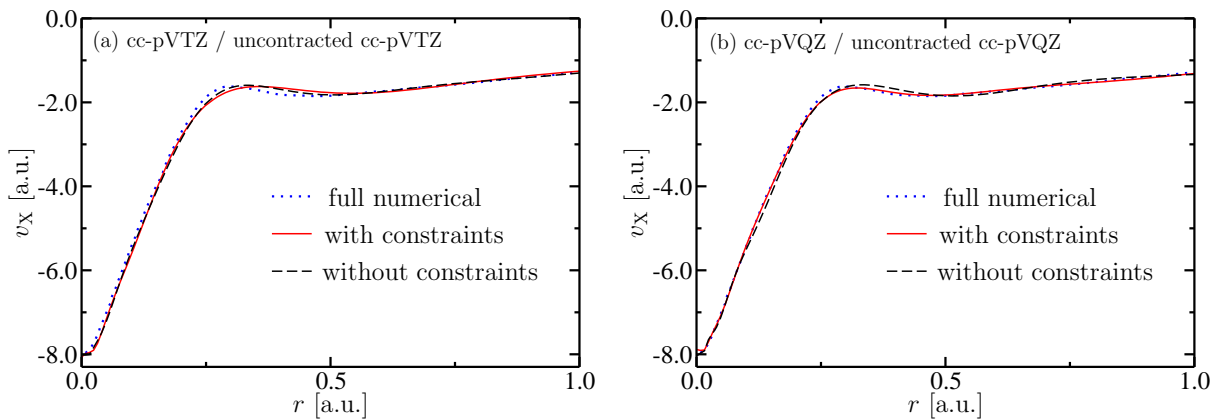 (a) cc-pVTZ / uncontracted cc-pVTZ
0.0
-2.0
-4.0
-6.0
-8.0
v_X [a.u.]
full numerical
with constraints
without constraints
0.0 0.5 1.0
r [a.u.]
(b) cc-pVQZ / uncontracted cc-pVQZ
0.0
-2.0
-4.0
-6.0
-8.0
v_X [a.u.]
full numerical
with constraints
without constraints
0.0 0.5 1.0
r [a.u.]